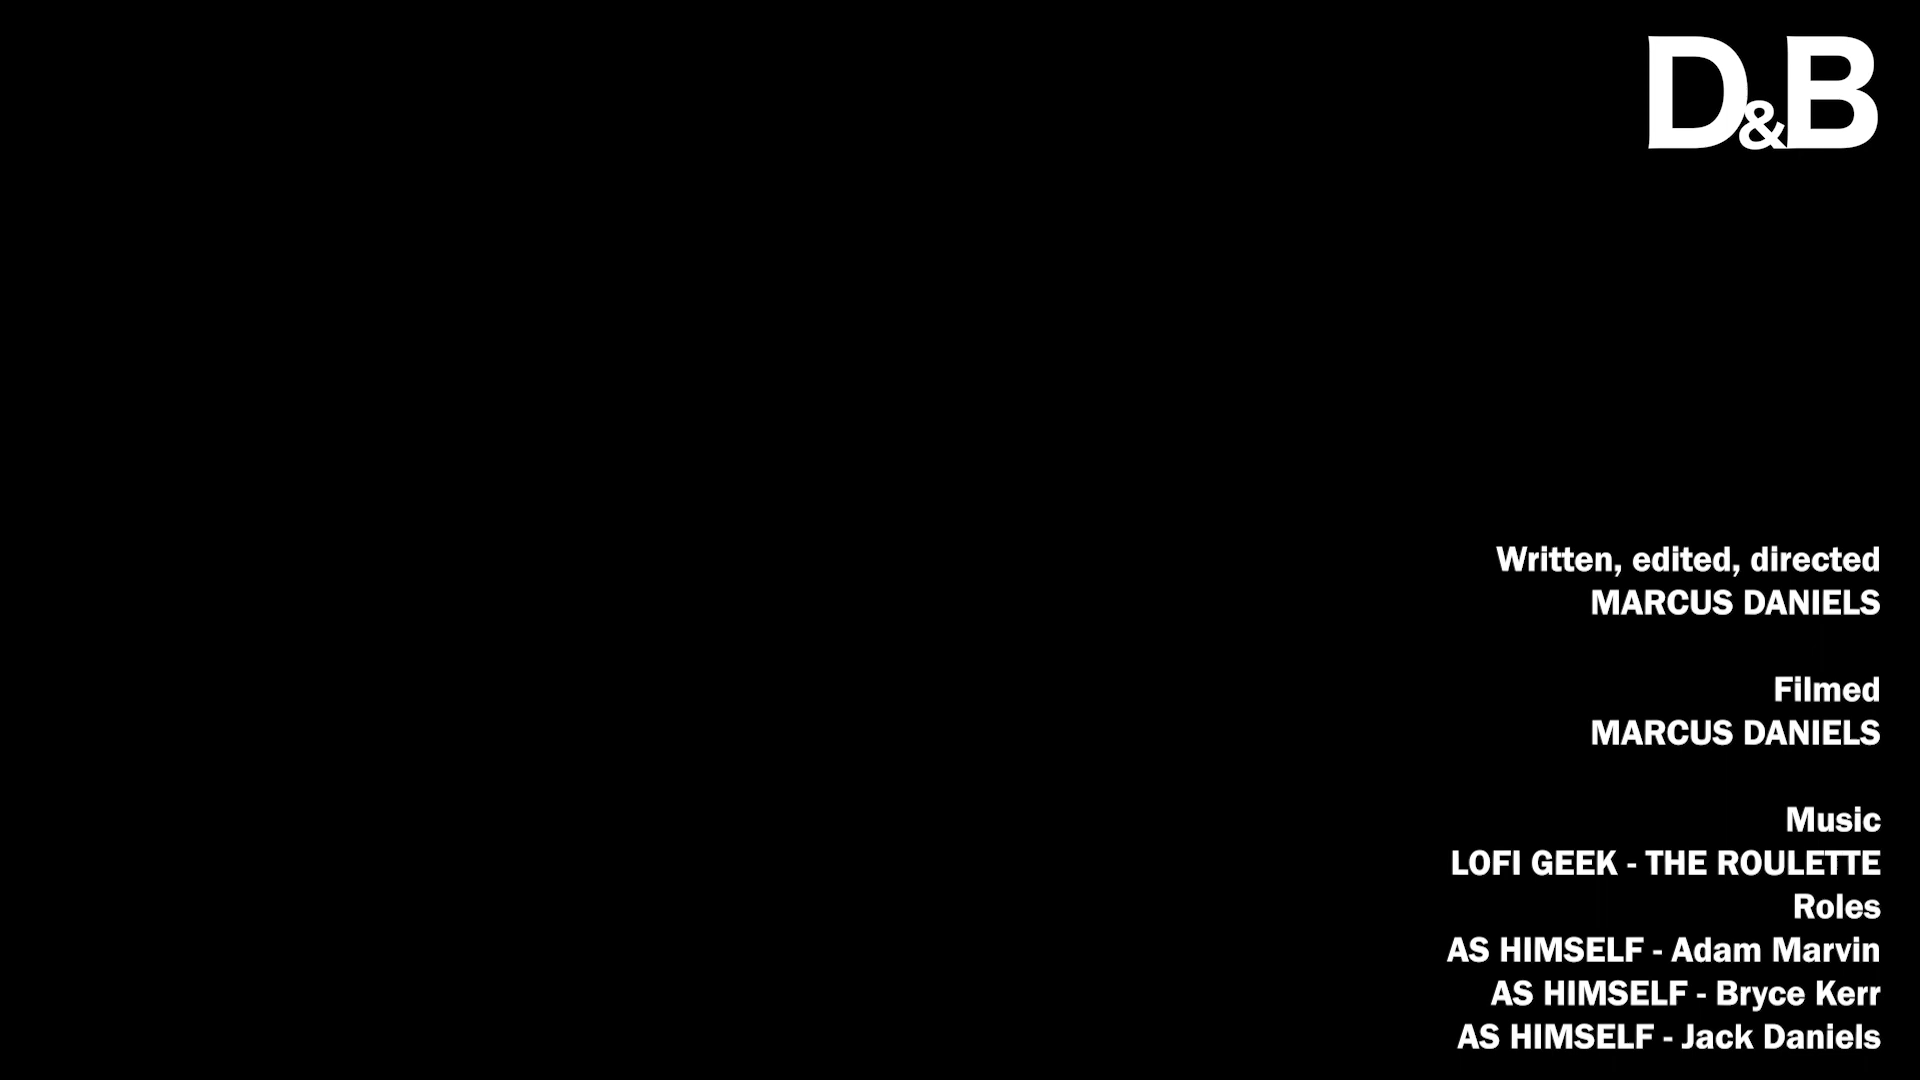 D&B
Written, edited, directed
MARCUS DANIELS
Filmed
MARCUS DANIELS
Music
LOFI GEEK - THE ROULETTE
Roles
AS HIMSELF - Adam Marvin
AS HIMSELF - Bryce Kerr
AS HIMSELF - Jack Daniels